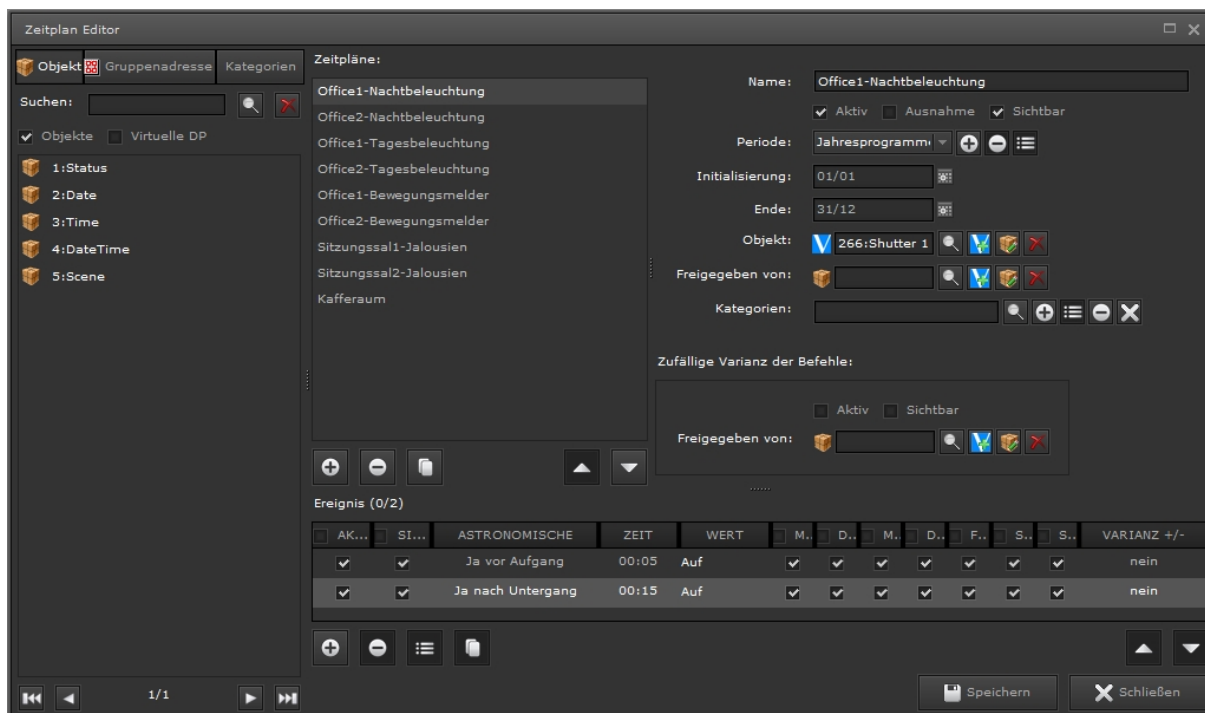 Zeitplan Editor
Objekt Gruppenadresse Kategorien
Suchen:
Objekte Virtuelle DP
1:Status
2:Date
3:Time
4:DateTime
5:Scene
1/1
Zeitpläne:
Office1-Nachtbeleuchtung
Office2-Nachtbeleuchtung
Office1-Tagesbeleuchtung
Office2-Tagesbeleuchtung
Office1-Bewegungsmelder
Office2-Bewegungsmelder
Sitzungssal1-Jalousien
Sitzungssal2-Jalousien
Kafferaum
Name: Office1-Nachtbeleuchtung
Aktiv Ausnahme Sichtbar
Periode: Jahresprogramm
Initialisierung: 01/01
Ende: 31/12
Objekt: 266:Shutter 1
Freigegeben von:
Kategorien:
Zufällige Varianz der Befehle:
Aktiv Sichtbar
Freigegeben von:
Ereignis (0/2)
AK... SI... ASTRONOMISCHE ZEIT WERT M.. D.. M.. D.. F.. S.. S.. VARIANZ +/-
Ja vor Aufgang 00:05 Auf nein
Ja nach Untergang 00:15 Auf nein
Speichern Schließen